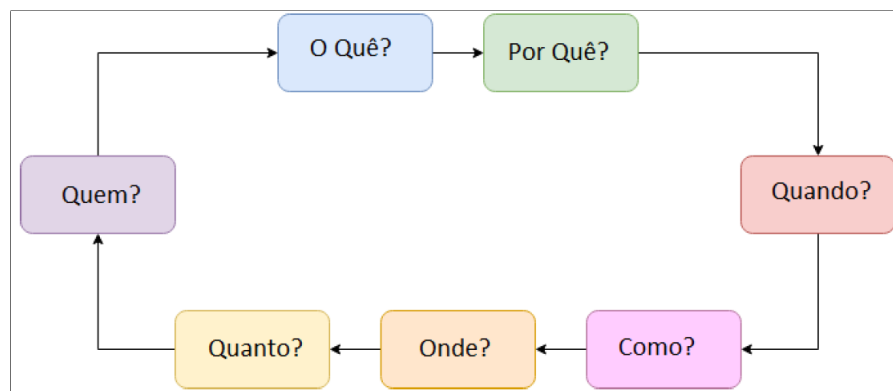 O Quê?
Por Quê?
Quem?
Quando?
Quanto?
Onde?
Como?